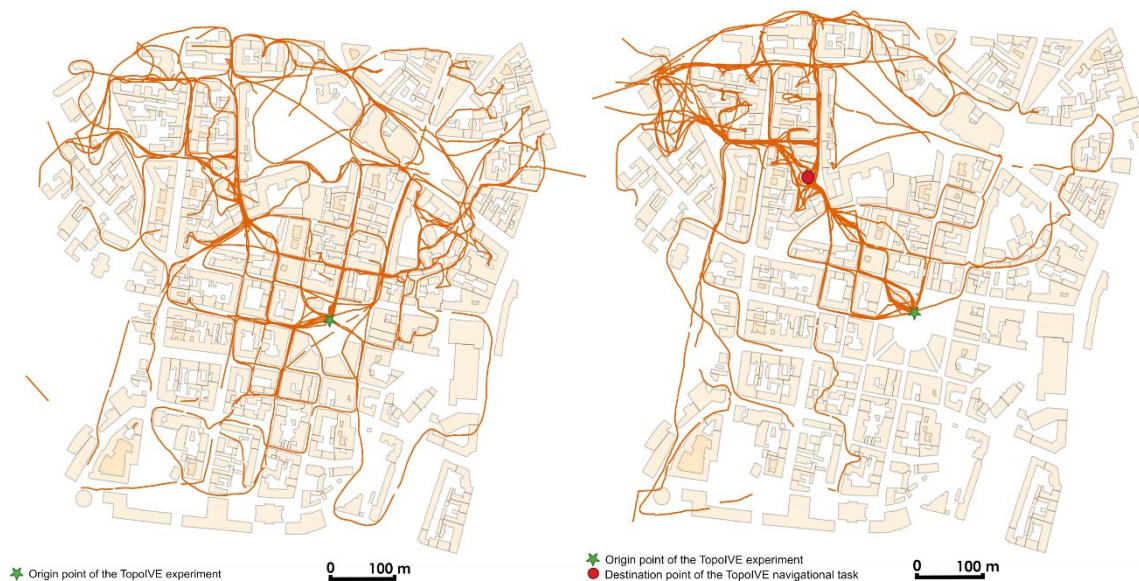 Origin point of the TopoIVE experiment
0 100 m
Origin point of the TopoIVE experiment
Destination point of the TopoIVE navigational task
0 100 m